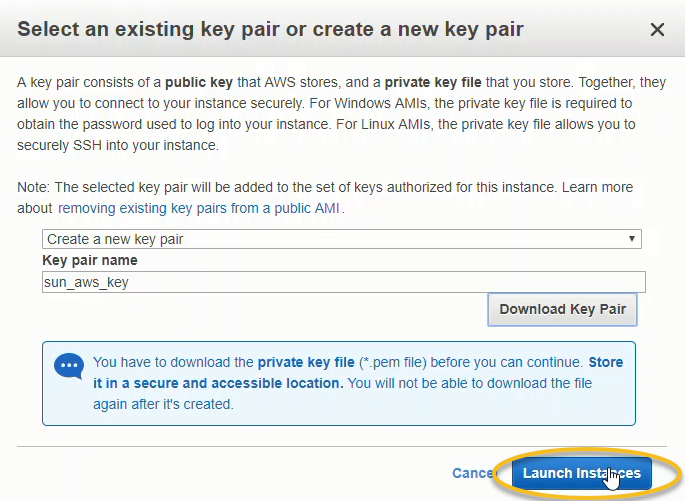 Select an existing key pair or create a new key pair
A key pair consists of a public key that AWS stores, and a private key file that you store. Together, they
allow you to connect to your instance securely. For Windows AMIs, the private key file is required to
obtain the password used to log into your instance. For Linux AMIs, the private key file allows you to
securely SSH into your instance.
Note: The selected key pair will be added to the set of keys authorized for this instance. Learn more
about removing existing key pairs from a public AMI.
Create a new key pair
Key pair name
sun_aws_key
Download Key Pair
You have to download the private key file (*.pem file) before you can continue. Store
it in a secure and accessible location. You will not be able to download the file
again after it's created.
Cancel Launch Instances